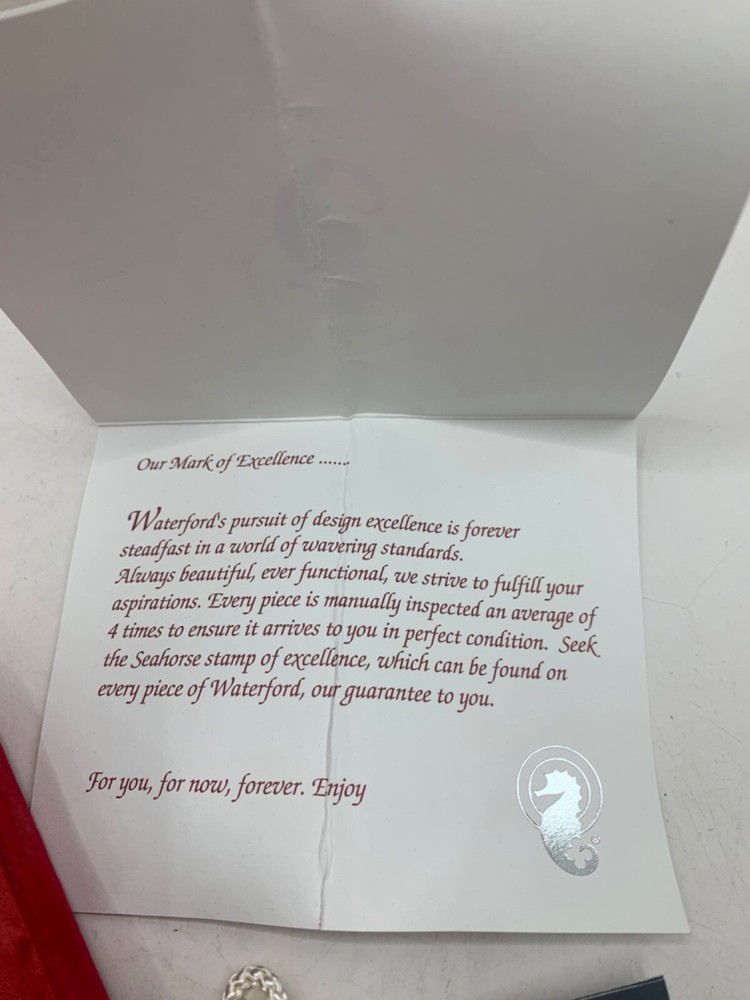 Our Mark of Excellence ......
Waterford's pursuit of design excellence is forever
steadfast in a world of wavering standards.
Always beautiful, ever functional, we strive to fulfill your
aspirations. Every piece is manually inspected an average of
4 times to ensure it arrives to you in perfect condition. Seek
the Seahorse stamp of excellence, which can be found on
every piece of Waterford, our guarantee to you.
For you, for now, forever. Enjoy